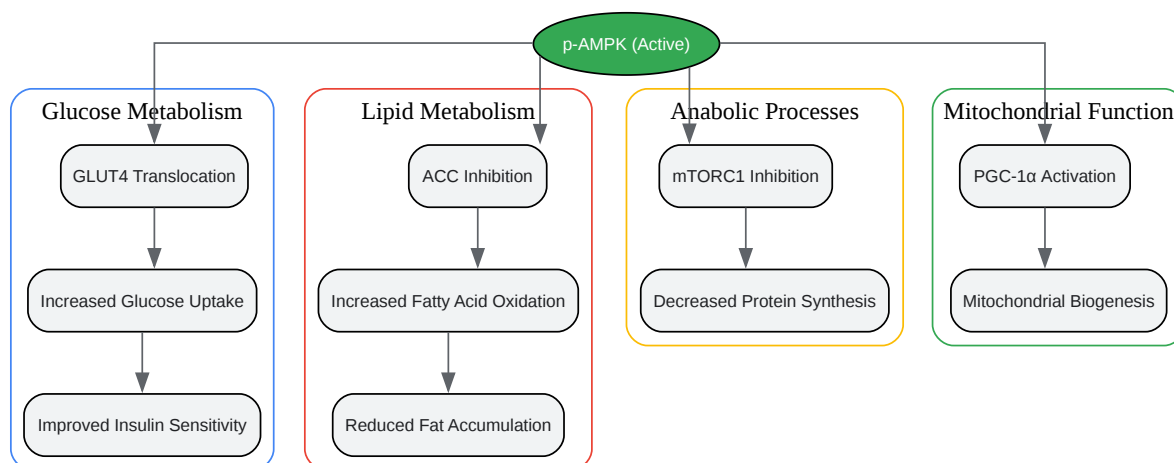 p-AMPK (Active)
Glucose Metabolism
Lipid Metabolism
Anabolic Processes
Mitochondrial Function
GLUT4 Translocation
ACC Inhibition
mTORC1 Inhibition
PGC-1α Activation
Increased Glucose Uptake
Increased Fatty Acid Oxidation
Decreased Protein Synthesis
Mitochondrial Biogenesis
Improved Insulin Sensitivity
Reduced Fat Accumulation